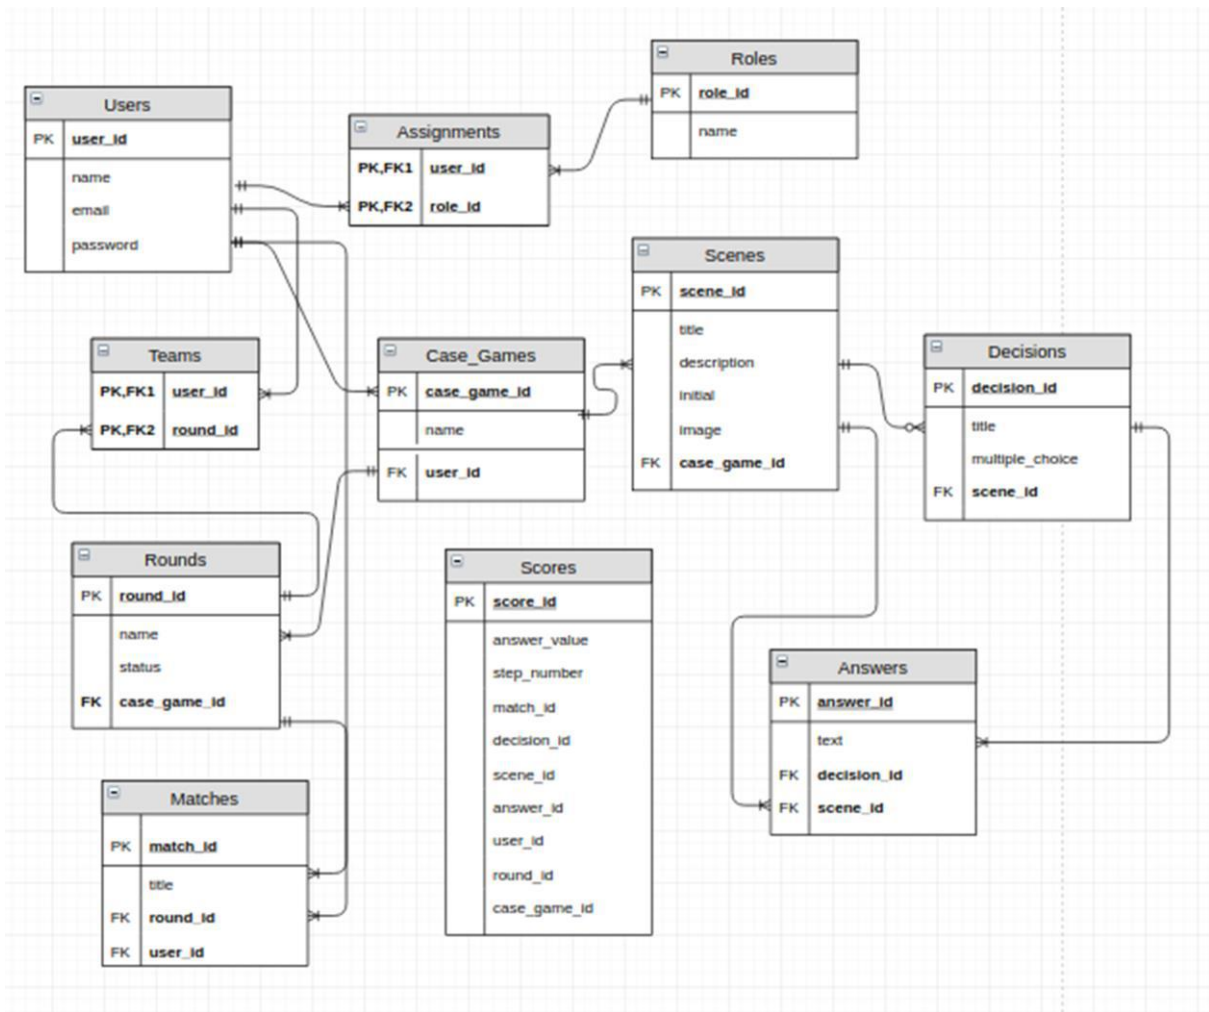 Roles
PK role_id
name
Users
PK user_id
name
email
password
Assignments
PK,FK1 user_id
PK,FK2 role_id
Scenes
PK scene_id
title
description
initial
image
FK case_game_id
Teams
PK,FK1 user_id
PK,FK2 round_id
Case_Games
PK case_game_id
name
FK user_id
Decisions
PK decision_id
title
multiple_choice
FK scene_id
Rounds
PK round_id
name
status
FK case_game_id
Scores
PK score_id
answer_value
step_number
match_id
decision_id
scene_id
answer_id
user_id
round_id
case_game_id
Answers
PK answer_id
text
FK decision_id
FK scene_id
Matches
PK match_id
title
FK round_id
FK user_id